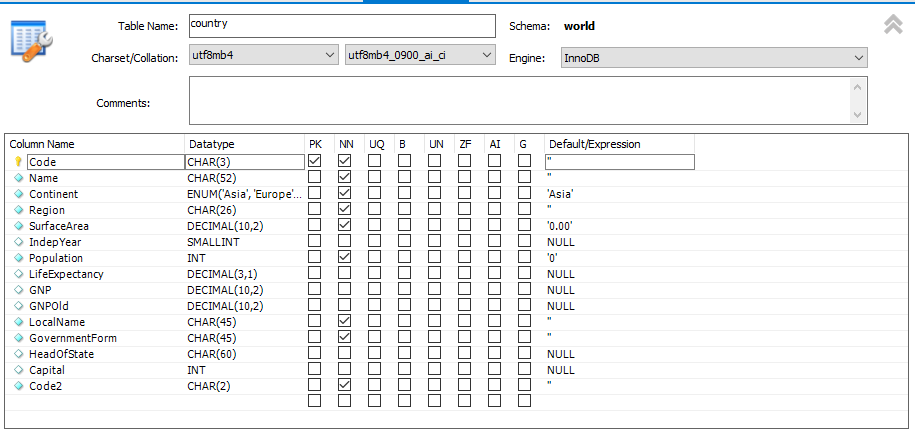 Table Name: country Schema: world
Charset/Collation: utf8mb4 utf8mb4_0900_ai_ci Engine: InnoDB
Comments:
Column Name Datatype PK NN UQ B UN ZF AI G Default/Expression
Code CHAR(3) ''
Name CHAR(52) ''
Continent ENUM('Asia', 'Europe'... 'Asia'
Region CHAR(26) ''
SurfaceArea DECIMAL(10,2) '0.00'
IndepYear SMALLINT NULL
Population INT '0'
LifeExpectancy DECIMAL(3,1) NULL
GNP DECIMAL(10,2) NULL
GNPOld DECIMAL(10,2) NULL
LocalName CHAR(45) ''
GovernmentForm CHAR(45) ''
HeadOfState CHAR(60) NULL
Capital INT NULL
Code2 CHAR(2) ''